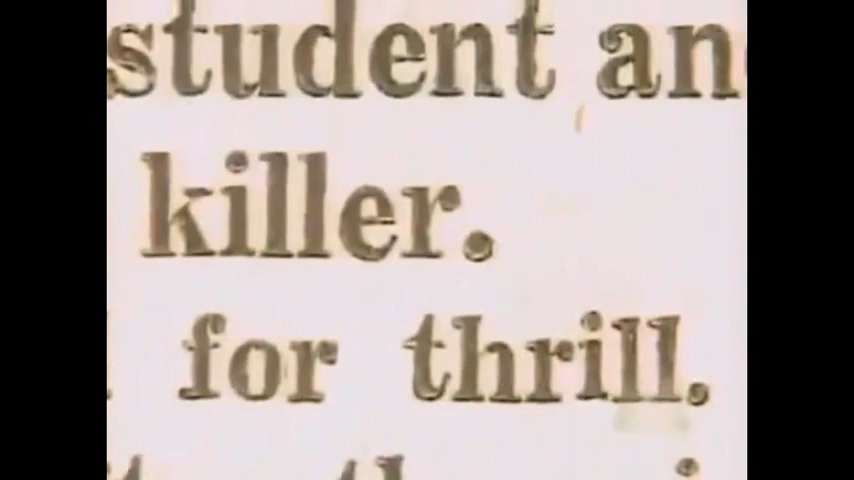 student an
killer.
for thrill,